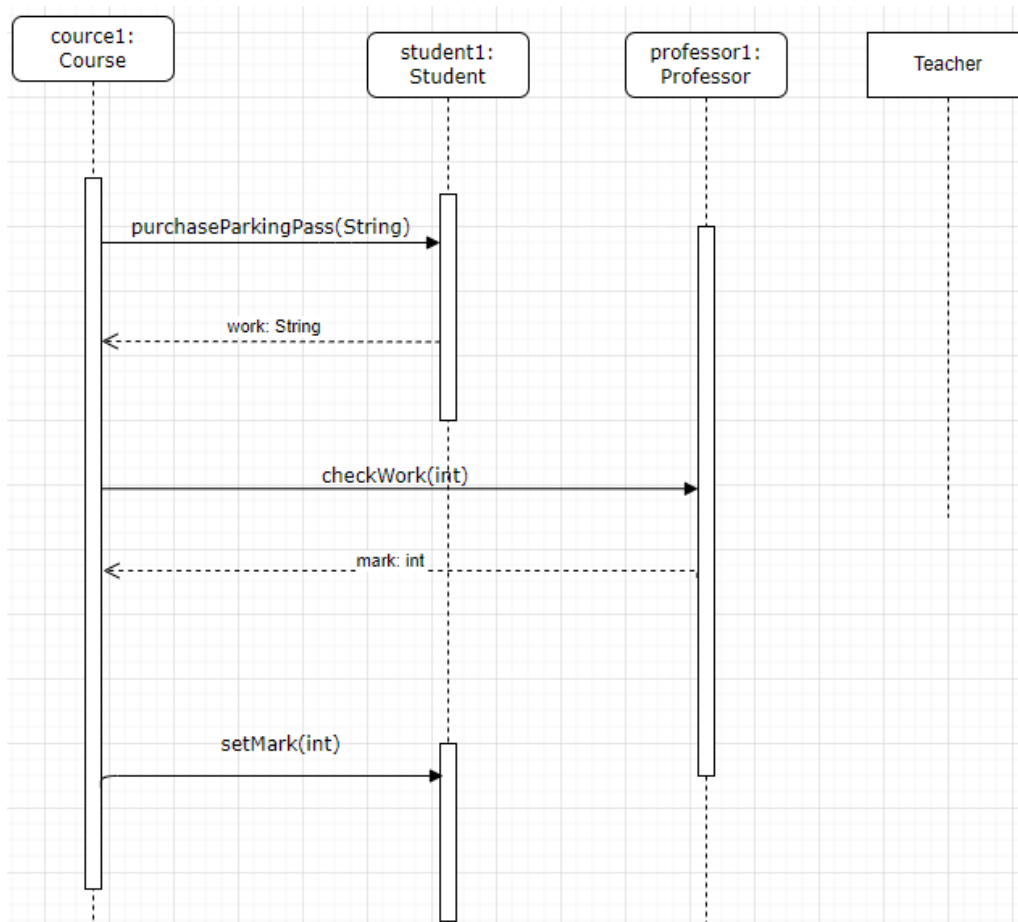 cource1:
Course
student1:
Student
professor1:
Professor
Teacher
purchaseParkingPass(String)
work: String
checkWork(int)
mark: int
setMark(int)